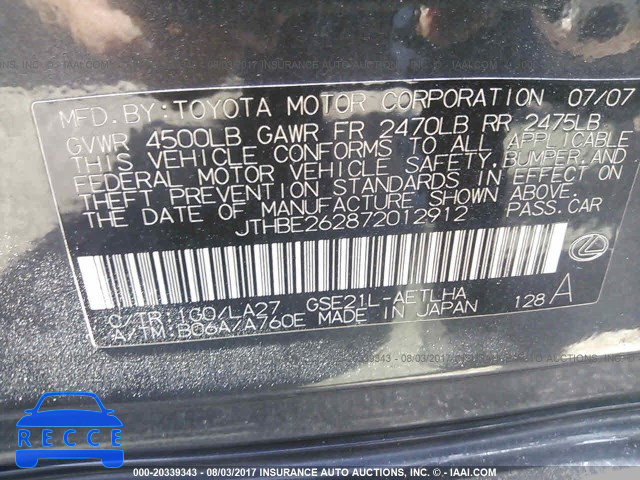 MFD. BY: TOYOTA MOTOR CORPORATION 07/07
GVWR 4500LB GAWR FR 2470LB RR 2475LB
THIS VEHICLE CONFORMS TO ALL APPLICABLE
FEDERAL MOTOR VEHICLE SAFETY, BUMPER, AND
THEFT PREVENTION STANDARDS IN EFFECT ON
THE DATE OF MANUFACTURE SHOWN ABOVE.
JTHBE262872012912 PASS. CAR
C/TR: 1G0/LA27 GSE21L-AETLHA
A/TM: B06A/A760E MADE IN JAPAN 128 A
RECCE
000-20339343 - 08/03/2017 INSURANCE AUTO AUCTIONS, INC. - © IAAI.COM